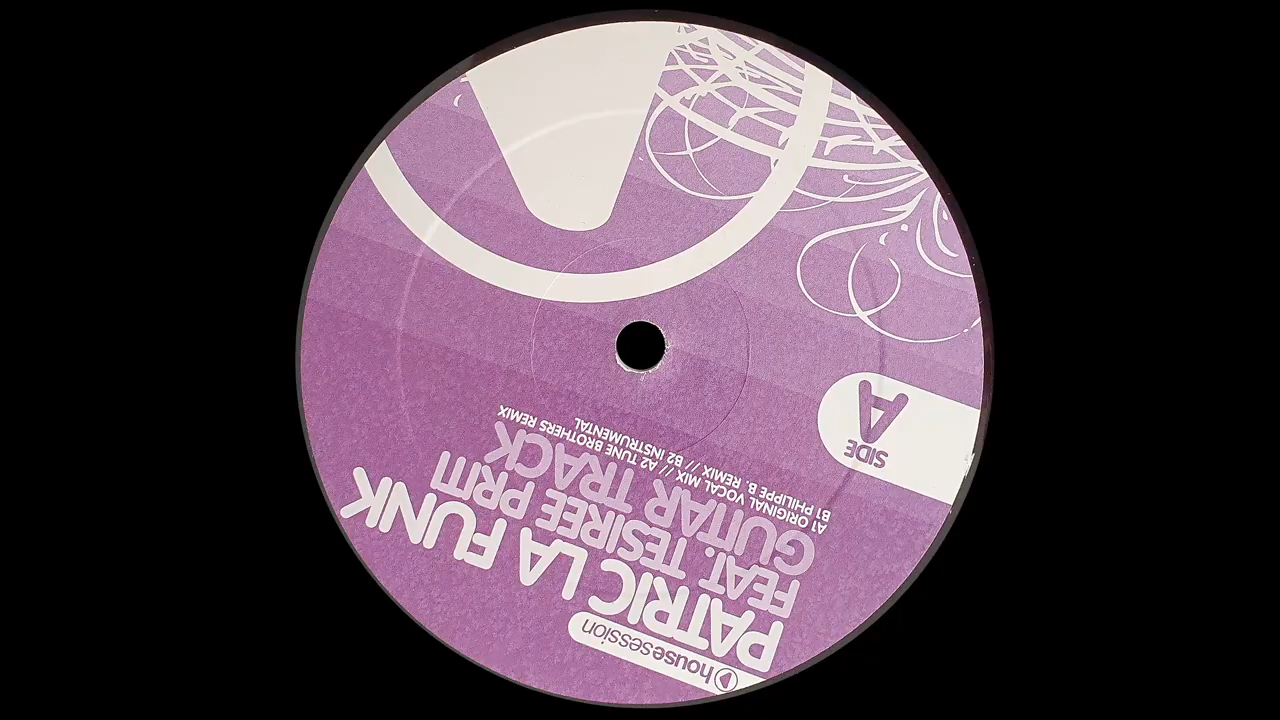 housesession
PATRIC LA FUNK
FEAT. TESIREE PRITI
GUITAR TRACK
A1 ORIGINAL VOCAL MIX // A2 TUNE BROTHERS REMIX
B1 PHILIPPE B. REMIX // B2 INSTRUMENTAL
SIDE
A